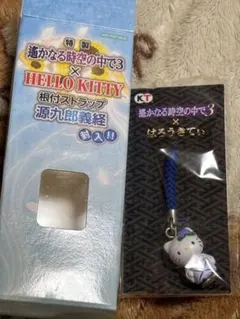 特製
遙かなる時空の中で3
×
HELLO KITTY
根付ストラップ
源九郎義経
封入!!
KT
遙かなる時空の中で3
×
はろうきてぃ